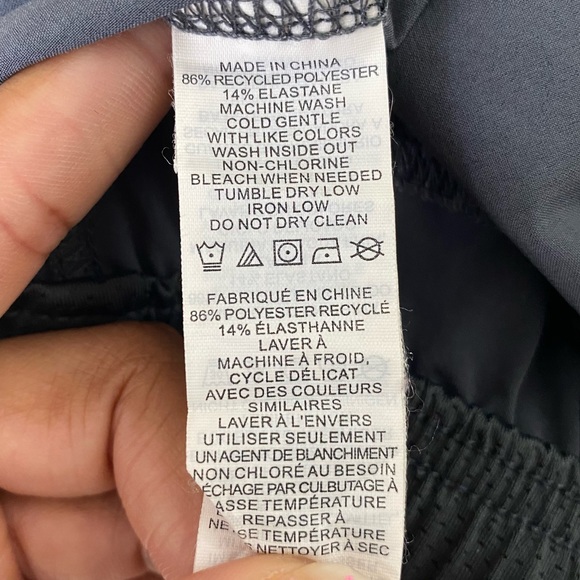 MADE IN CHINA
86% RECYCLED POLYESTER
14% ELASTANE
MACHINE WASH
COLD GENTLE
WITH LIKE COLORS
WASH INSIDE OUT
NON-CHLORINE
BLEACH WHEN NEEDED
TUMBLE DRY LOW
IRON LOW
DO NOT DRY CLEAN
FABRIQUÉ EN CHINE
86% POLYESTER RECYCLÉ
14% ÉLASTHANNE
LAVER À
MACHINE À FROID,
CYCLE DÉLICAT
AVEC DES COULEURS
SIMILAIRES
LAVER À L'ENVERS
UTILISER SEULEMENT
UN AGENT DE BLANCHIMENT
NON CHLORÉ AU BESOIN
ÉCHAGE PAR CULBUTAGE À
ASSE TEMPÉRATURE
REPASSER À
SE TEMPÉRATURE
NETTOYER À SEC